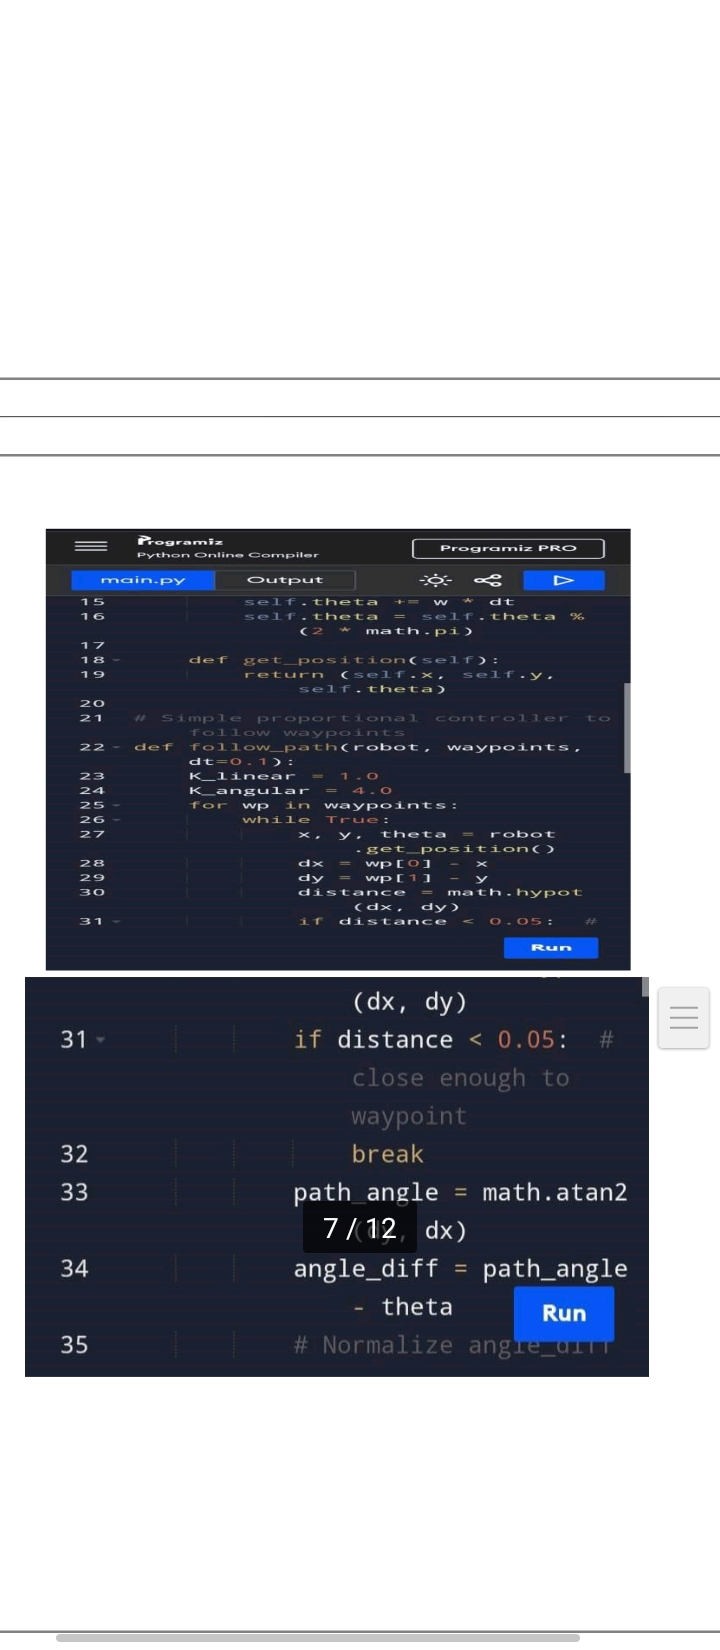 Programiz
Python Online Compiler
Programiz PRO
main.py
Output
15 self.theta += w * dt
16 self.theta = self.theta %
(2 * math.pi)
17
18 def get_position(self):
19 return (self.x, self.y,
self.theta)
20
21 # Simple proportional controller to
follow waypoints
22 def follow_path(robot, waypoints,
dt=0.1):
23 K_linear = 1.0
24 K_angular = 4.0
25 for wp in waypoints:
26 while True:
27 x, y, theta = robot
.get_position()
28 dx = wp[0] - x
29 dy = wp[1] - y
30 distance = math.hypot
(dx, dy)
31 if distance < 0.05: #
Run
(dx, dy)
31 if distance < 0.05: #
close enough to
waypoint
32 break
33 path_angle = math.atan2
(dy, dx)
7 / 12
34 angle_diff = path_angle
- theta
Run
35 # Normalize angle_diff